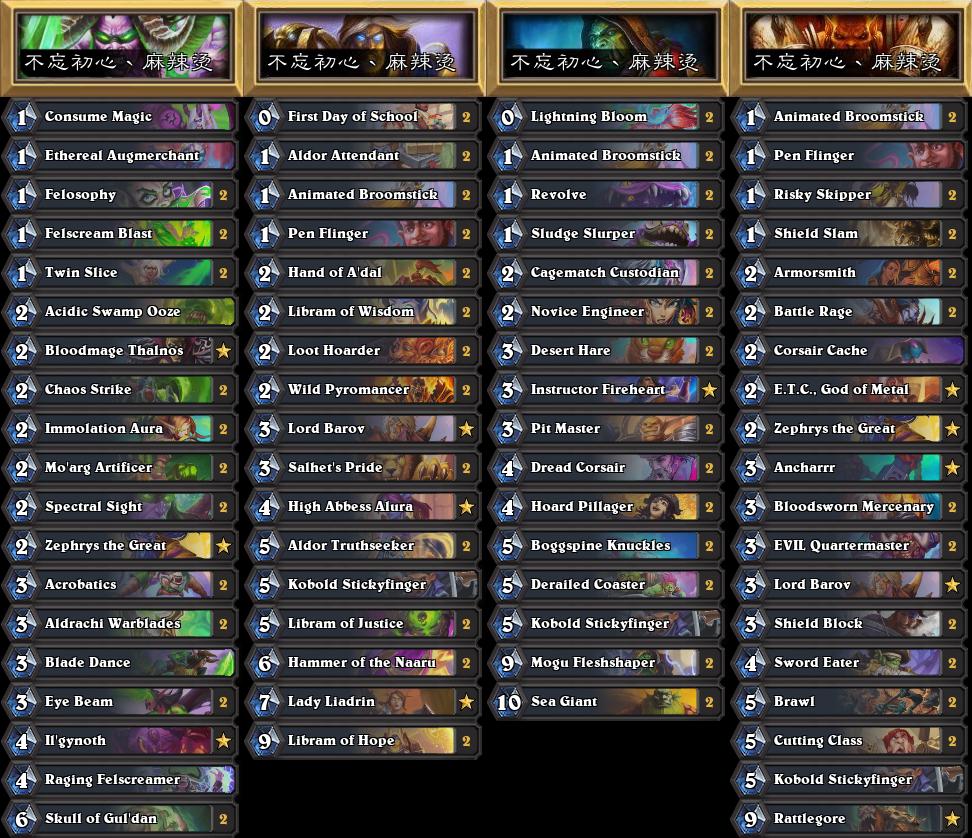 不忘初心、麻辣烫
1 Consume Magic
1 Ethereal Augmerchant
1 Felosophy 2
1 Felscream Blast 2
1 Twin Slice 2
2 Acidic Swamp Ooze
2 Bloodmage Thalnos
2 Chaos Strike 2
2 Immolation Aura 2
2 Mo'arg Artificer 2
2 Spectral Sight 2
2 Zephrys the Great
3 Acrobatics 2
3 Aldrachi Warblades 2
3 Blade Dance
3 Eye Beam 2
4 Il'gynoth
4 Raging Felscreamer
6 Skull of Gul'dan 2
不忘初心、麻辣烫
0 First Day of School 2
1 Aldor Attendant 2
1 Animated Broomstick 2
1 Pen Flinger 2
2 Hand of A'dal 2
2 Libram of Wisdom 2
2 Loot Hoarder 2
2 Wild Pyromancer 2
3 Lord Barov
3 Salhet's Pride 2
4 High Abbess Alura
5 Aldor Truthseeker 2
5 Kobold Stickyfinger
5 Libram of Justice 2
6 Hammer of the Naaru 2
7 Lady Liadrin
9 Libram of Hope 2
不忘初心、麻辣烫
0 Lightning Bloom 2
1 Animated Broomstick 2
1 Revolve 2
1 Sludge Slurper 2
2 Cagematch Custodian 2
2 Novice Engineer 2
3 Desert Hare 2
3 Instructor Fireheart
3 Pit Master 2
4 Dread Corsair 2
4 Hoard Pillager 2
5 Boggspine Knuckles 2
5 Derailed Coaster 2
5 Kobold Stickyfinger
9 Mogu Fleshshaper 2
10 Sea Giant 2
不忘初心、麻辣烫
1 Animated Broomstick 2
1 Pen Flinger
1 Risky Skipper 2
1 Shield Slam 2
2 Armorsmith 2
2 Battle Rage 2
2 Corsair Cache
2 E.T.C., God of Metal
2 Zephrys the Great
3 Ancharrr
3 Bloodsworn Mercenary 2
3 EVIL Quartermaster 2
3 Lord Barov
3 Shield Block 2
4 Sword Eater 2
5 Brawl 2
5 Cutting Class 2
5 Kobold Stickyfinger
9 Rattlegore